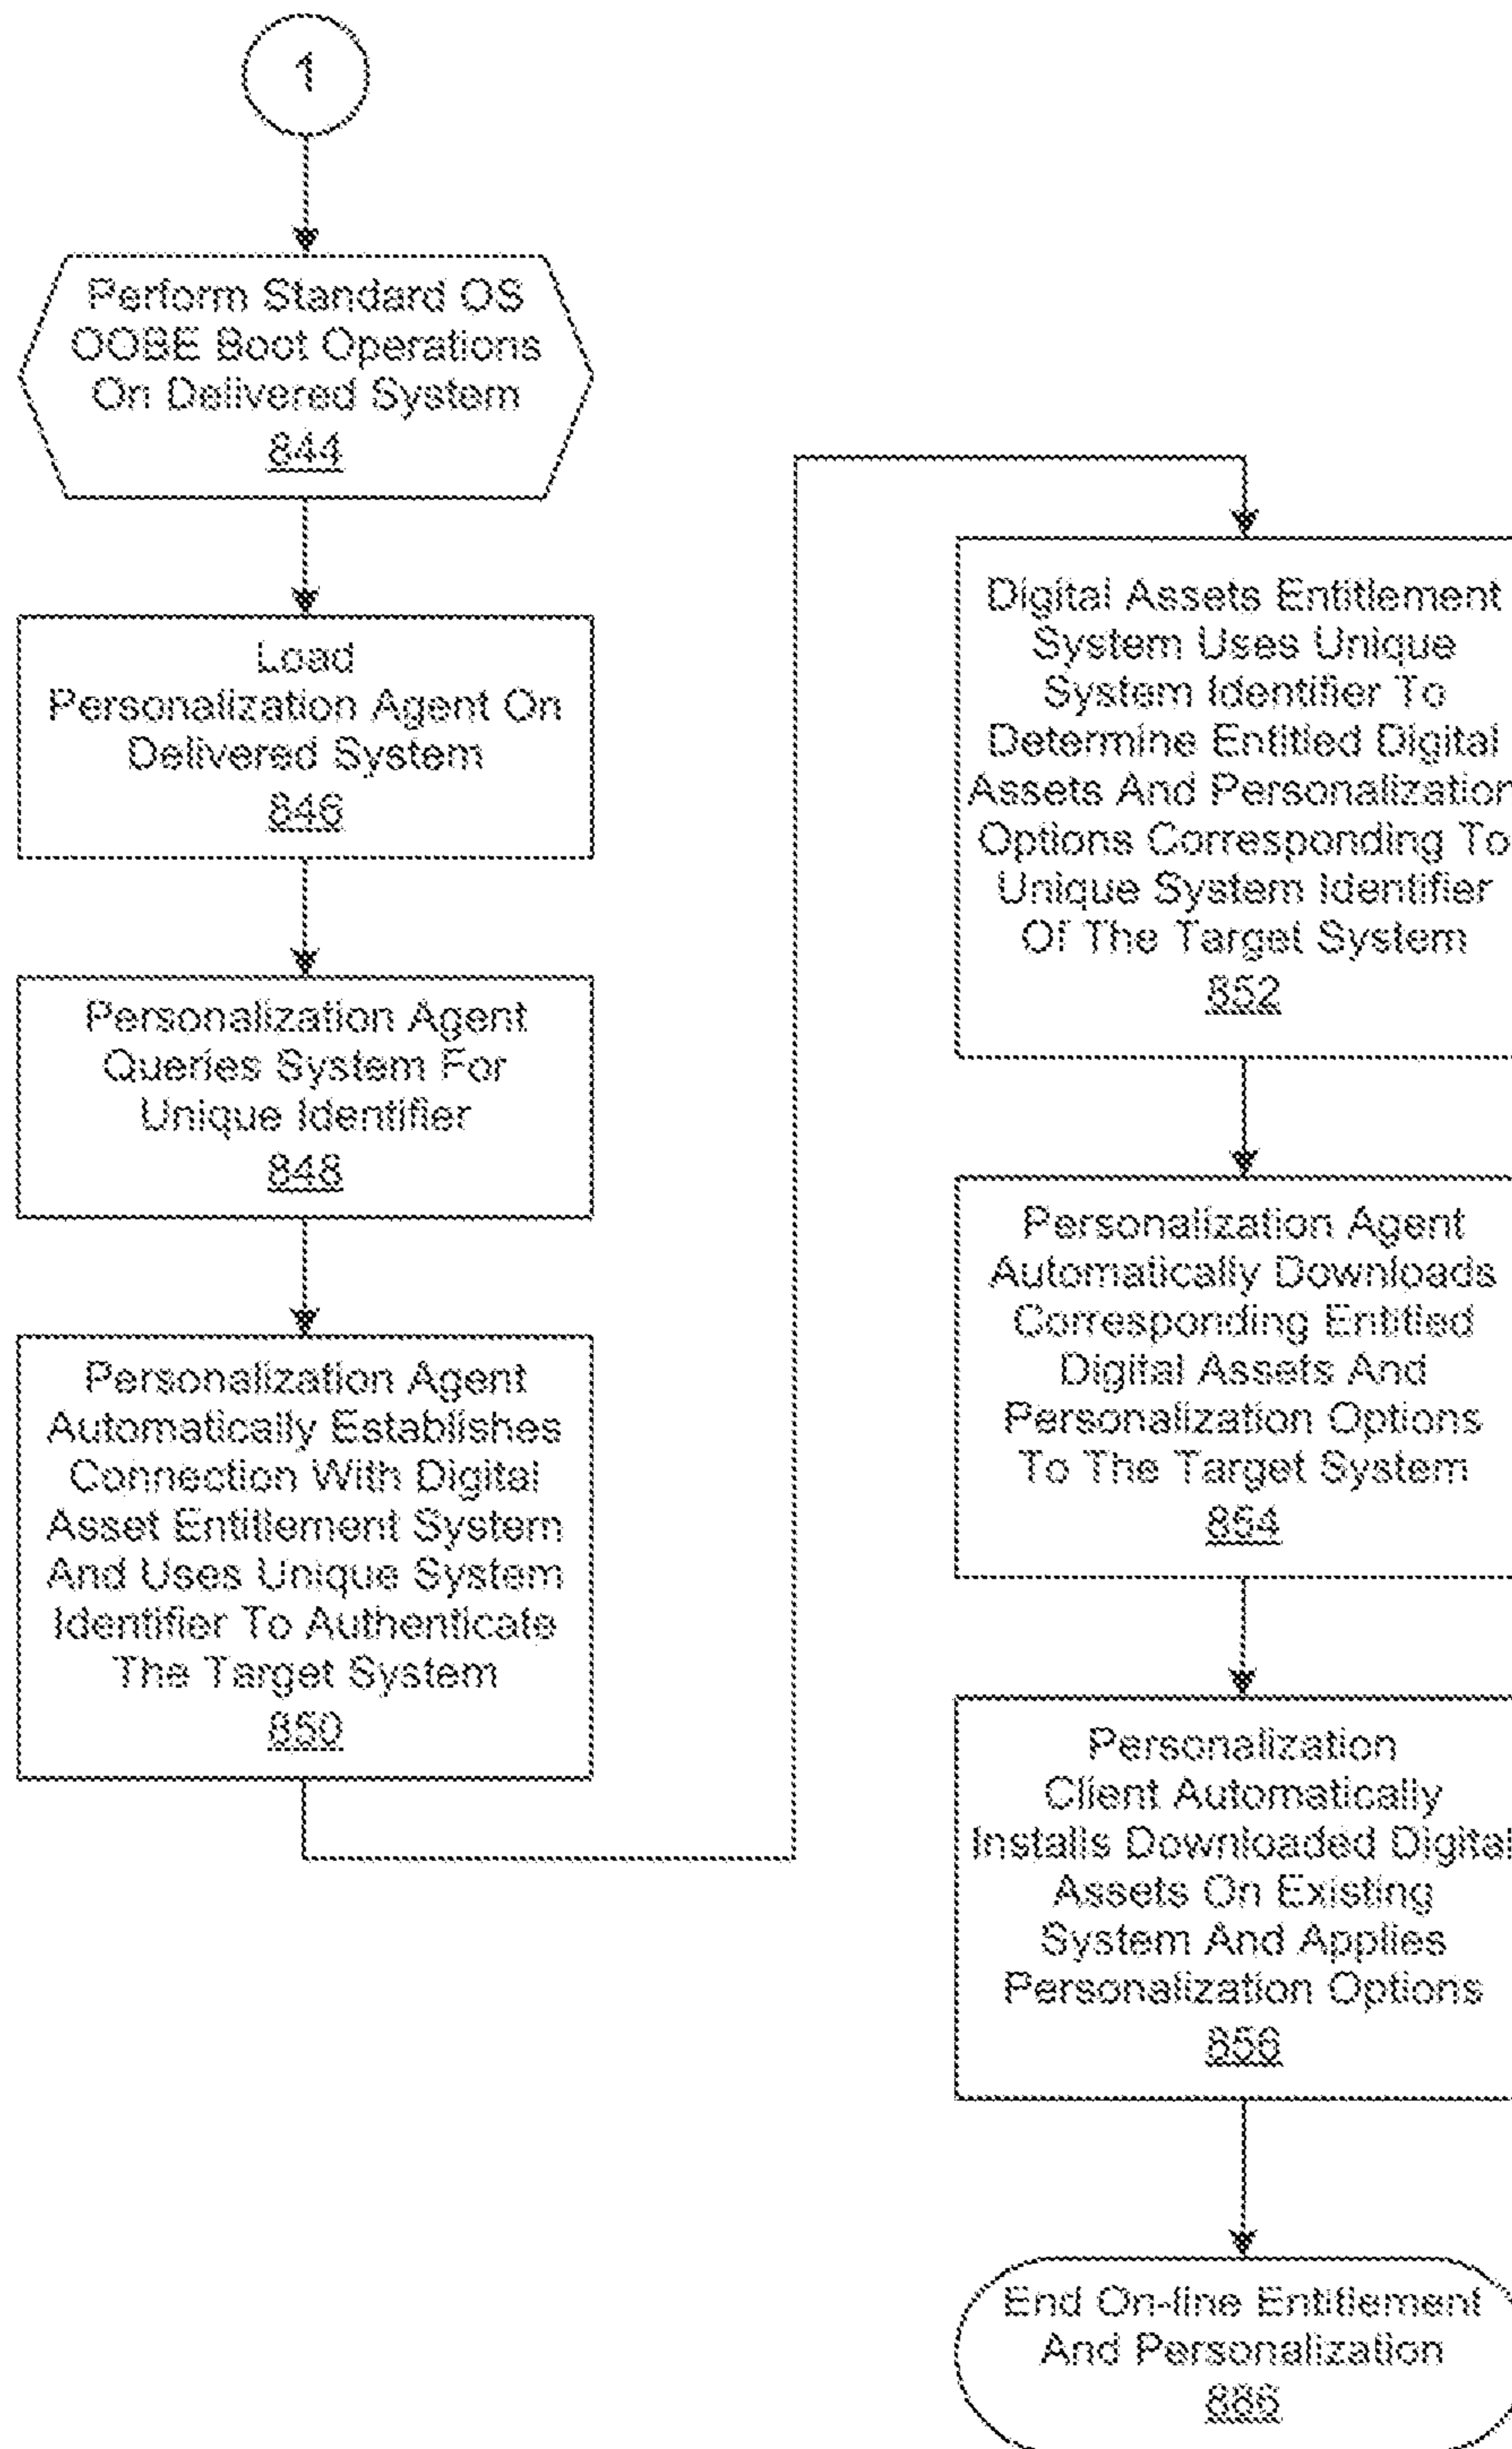 1
Perform Standard OS
OOBE Boot Operations
On Delivered System
844
Load
Personalization Agent On
Delivered System
846
Personalization Agent
Queries System For
Unique Identifier
848
Personalization Agent
Automatically Establishes
Connection With Digital
Asset Entitlement System
And Uses Unique System
Identifier To Authenticate
The Target System
850
Digital Assets Entitlement
System Uses Unique
System Identifier To
Determine Entitled Digital
Assets And Personalization
Options Corresponding To
Unique System Identifier
Of The Target System
852
Personalization Agent
Automatically Downloads
Corresponding Entitled
Digital Assets And
Personalization Options
To The Target System
854
Personalization
Client Automatically
Installs Downloaded Digital
Assets On Existing
System And Applies
Personalization Options
856
End On-line Entitlement
And Personalization
886